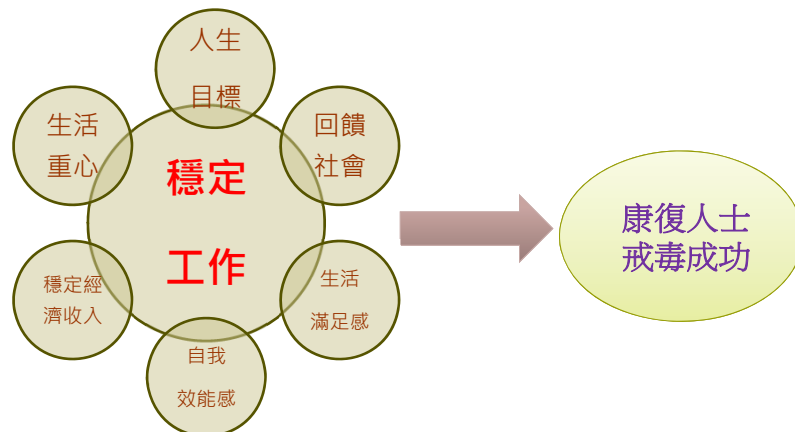 人生
目標
生活
重心
回饋
社會
穩定
工作
穩定經
濟收入
生活
滿足感
自我
效能感
康復人士
戒毒成功